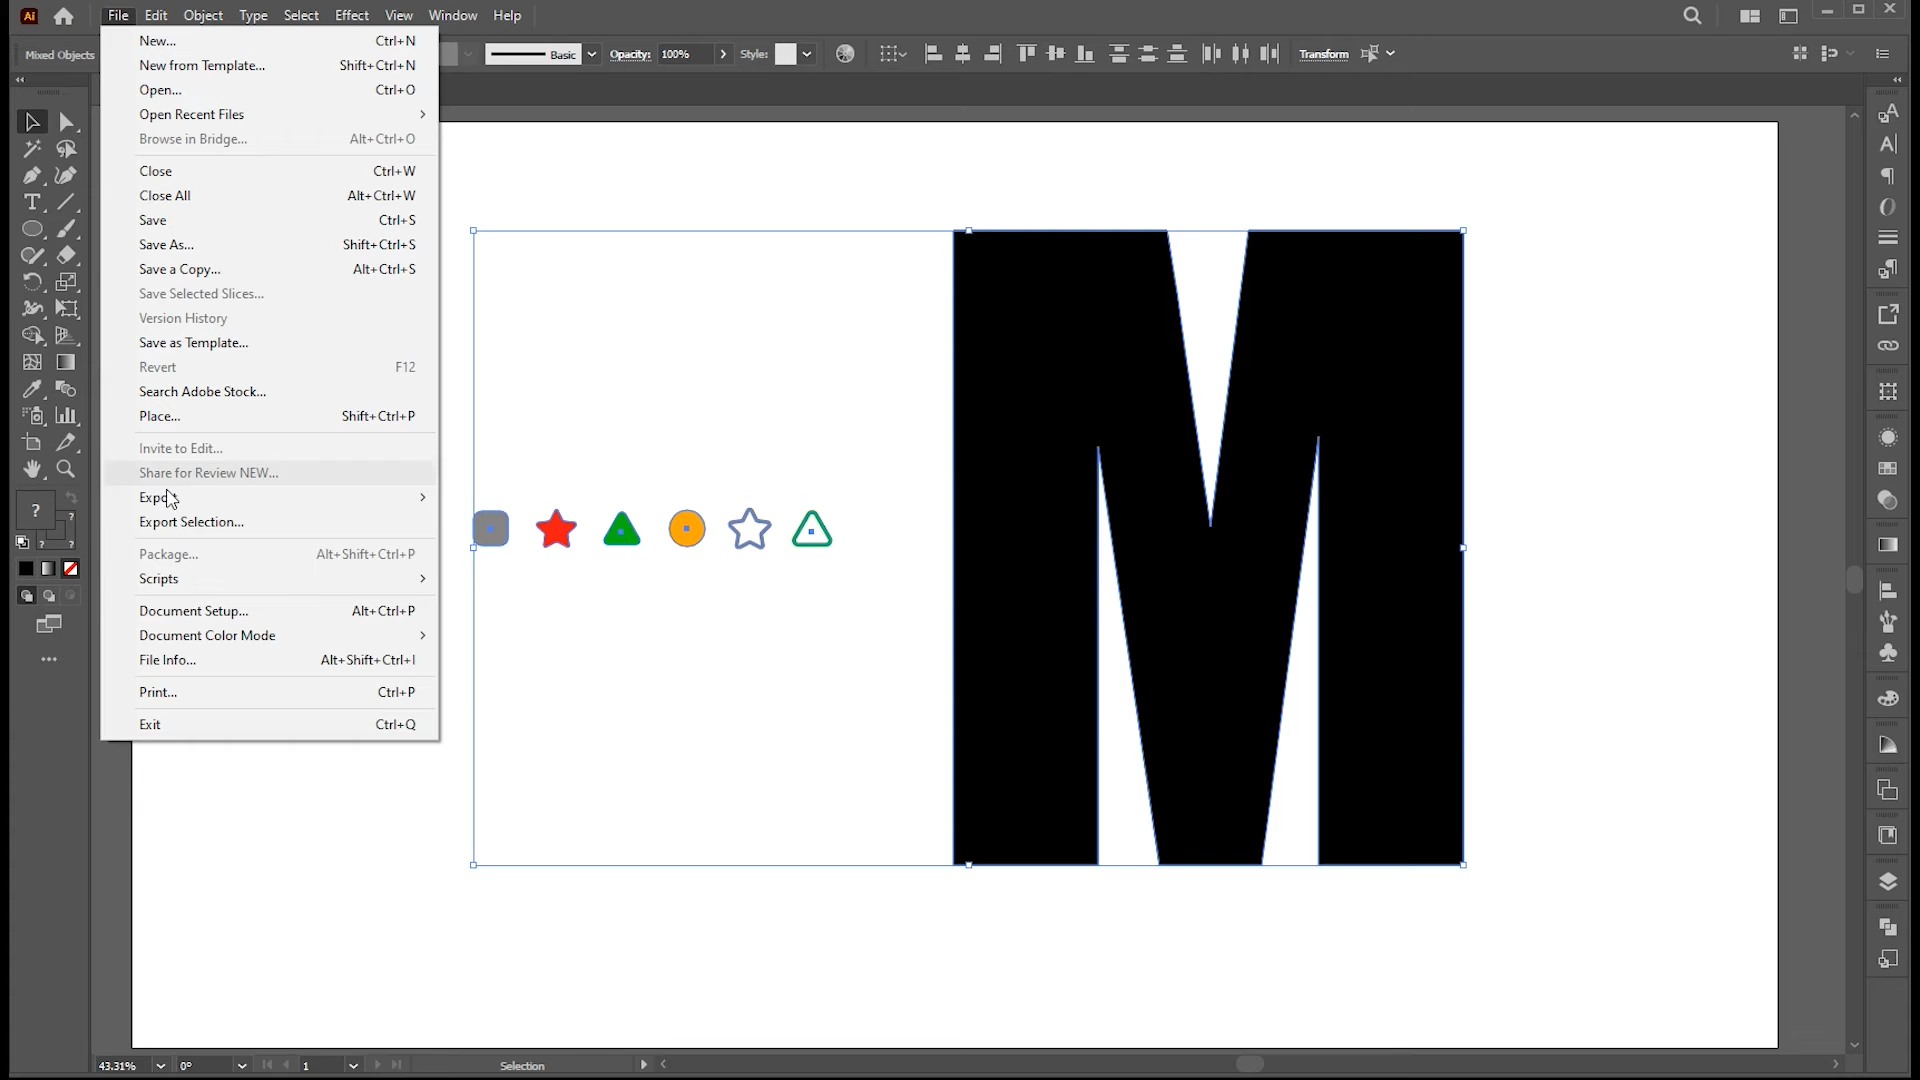 Ai File Edit Object Type Select Effect View Window Help
Mixed Objects Basic Opacity: 100% Style: Transform
New... Ctrl+N
New from Template... Shift+Ctrl+N
Open... Ctrl+O
Open Recent Files
Browse in Bridge... Alt+Ctrl+O
Close Ctrl+W
Close All Alt+Ctrl+W
Save Ctrl+S
Save As... Shift+Ctrl+S
Save a Copy... Alt+Ctrl+S
Save Selected Slices...
Version History
Save as Template...
Revert F12
Search Adobe Stock...
Place... Shift+Ctrl+P
Invite to Edit...
Share for Review NEW...
Export
Export Selection...
Package... Alt+Shift+Ctrl+P
Scripts
Document Setup... Alt+Ctrl+P
Document Color Mode
File Info... Alt+Shift+Ctrl+I
Print... Ctrl+P
Exit Ctrl+Q
M
43.31% 0° 1 Selection